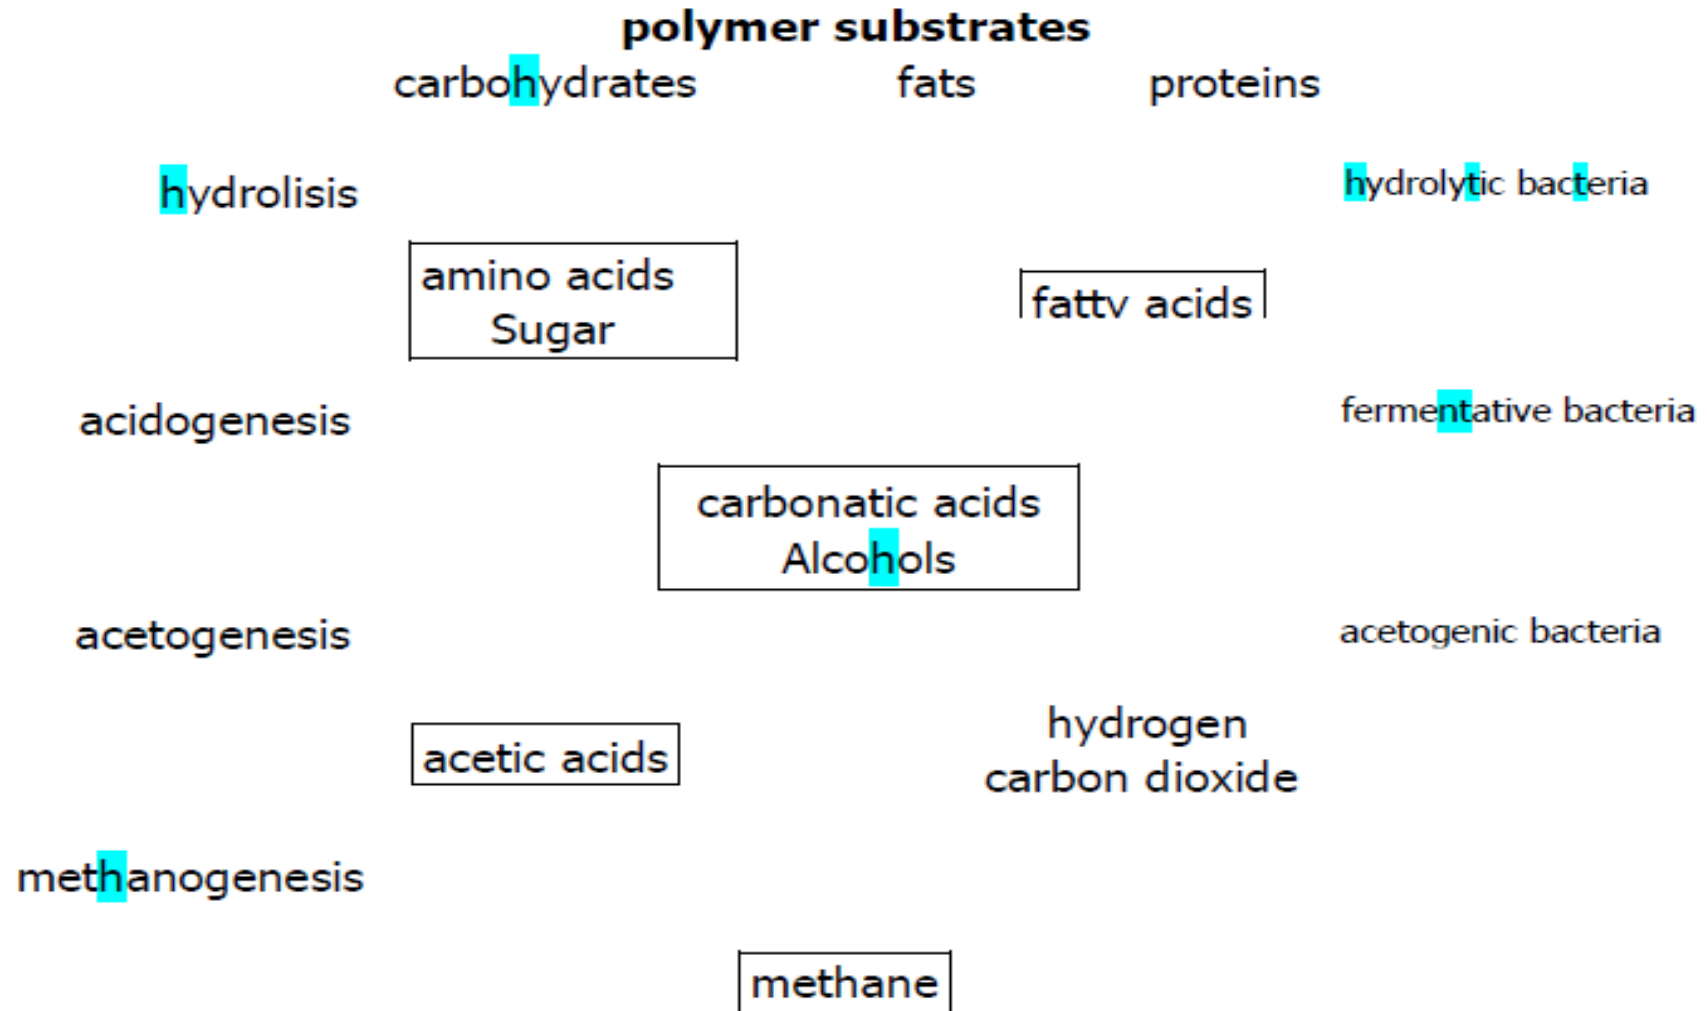 polymer substrates
carbohydrates fats proteins
hydrolisis hydrolytic bacteria
amino acids
Sugar
fattv acids
acidogenesis fermentative bacteria
carbonatic acids
Alcohols
acetogenesis acetogenic bacteria
acetic acids
hydrogen
carbon dioxide
methanogenesis
methane